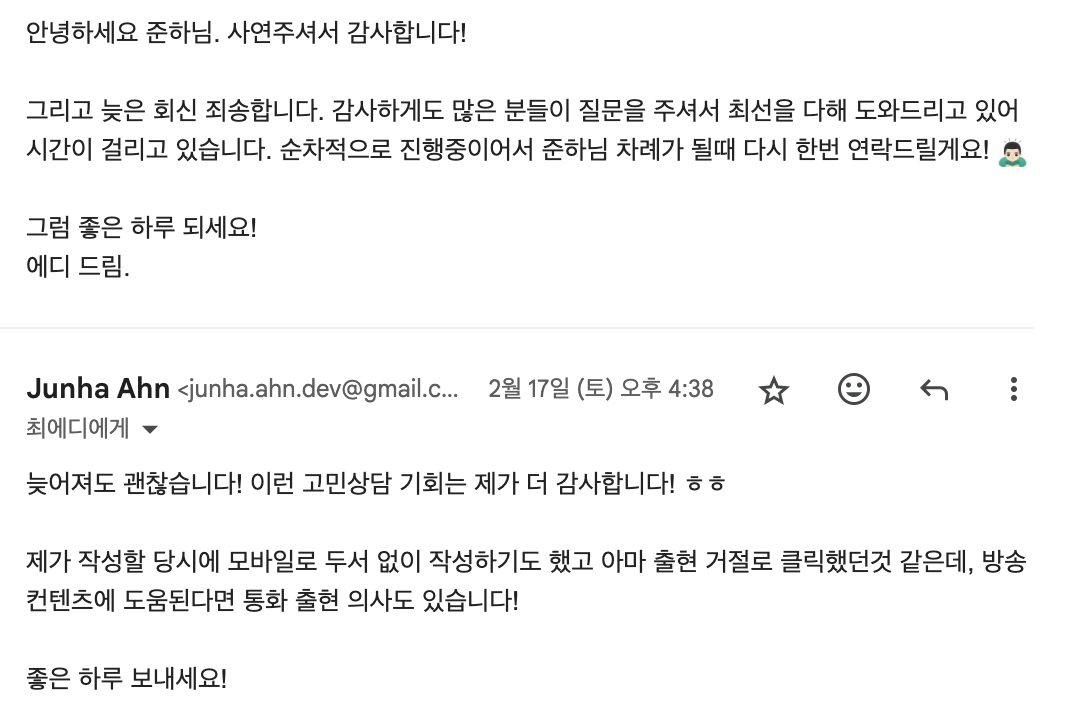 안녕하세요 준하님. 사연주셔서 감사합니다!
그리고 늦은 회신 죄송합니다. 감사하게도 많은 분들이 질문을 주셔서 최선을 다해 도와드리고 있어
시간이 걸리고 있습니다. 순차적으로 진행중이어서 준하님 차례가 될때 다시 한번 연락드릴게요! 🙇🏻‍♂️
그럼 좋은 하루 되세요!
에디 드림.
Junha Ahn <junha.ahn.dev@gmail.c... 2월 17일 (토) 오후 4:38
최에디에게
늦어져도 괜찮습니다! 이런 고민상담 기회는 제가 더 감사합니다! ㅎㅎ
제가 작성할 당시에 모바일로 두서 없이 작성하기도 했고 아마 출현 거절로 클릭했던것 같은데, 방송
컨텐츠에 도움된다면 통화 출현 의사도 있습니다!
좋은 하루 보내세요!